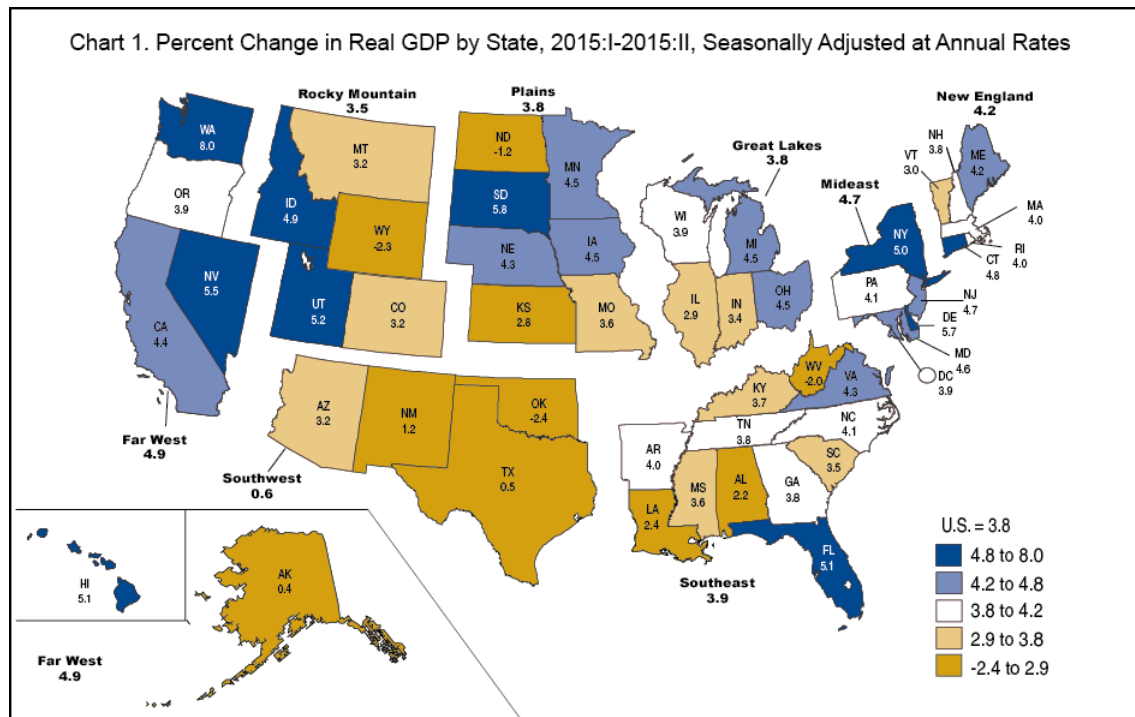 Chart 1. Percent Change in Real GDP by State, 2015:I-2015:II, Seasonally Adjusted at Annual Rates
Rocky Mountain
3.5
Plains
3.8
New England
4.2
Great Lakes
3.8
Mideast
4.7
WA
8.0
OR
3.9
CA
4.4
NV
5.5
ID
4.9
MT
3.2
WY
-2.3
UT
5.2
CO
3.2
ND
-1.2
SD
5.8
NE
4.3
KS
2.8
MN
4.5
IA
4.5
MO
3.6
WI
3.9
IL
2.9
IN
3.4
MI
4.5
OH
4.5
NH
3.8
VT
3.0
ME
4.2
MA
4.0
RI
4.0
CT
4.8
NY
5.0
PA
4.1
NJ
4.7
DE
5.7
MD
4.6
DC
3.9
AZ
3.2
NM
1.2
OK
-2.4
TX
0.5
AR
4.0
LA
2.4
MS
3.6
AL
2.2
TN
3.8
KY
3.7
WV
-2.0
VA
4.3
NC
4.1
SC
3.5
GA
3.8
FL
5.1
Far West
4.9
Southwest
0.6
Southeast
3.9
HI
5.1
AK
0.4
Far West
4.9
U.S. = 3.8
4.8 to 8.0
4.2 to 4.8
3.8 to 4.2
2.9 to 3.8
-2.4 to 2.9